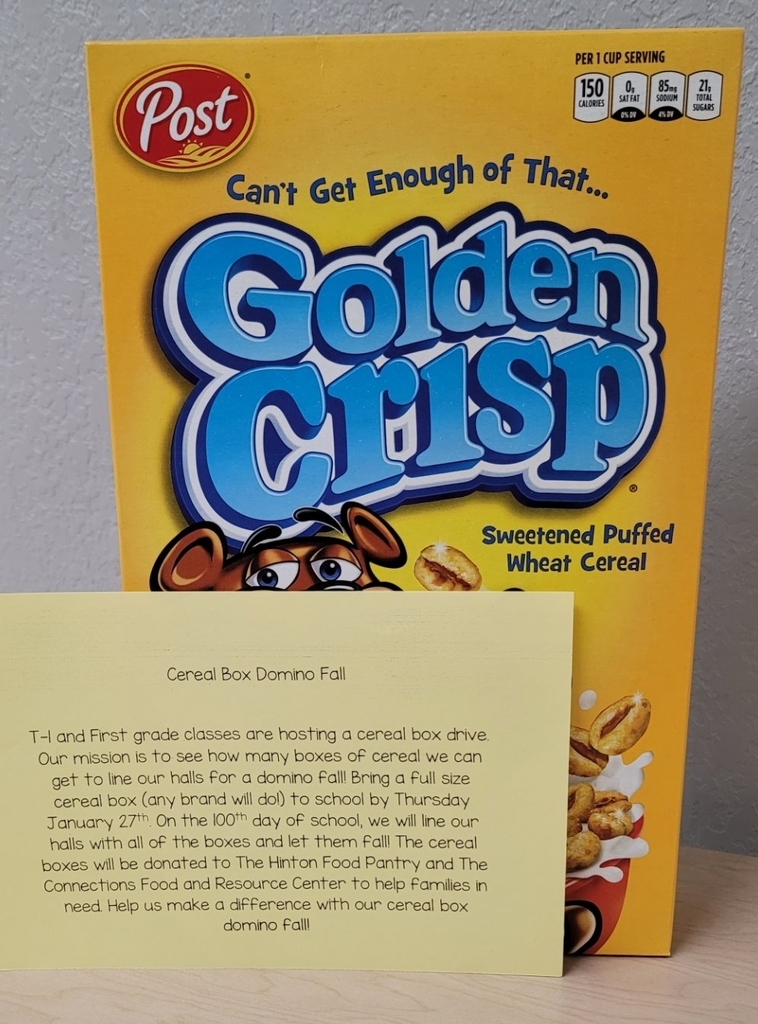 Post
PER 1 CUP SERVING
150 CALORIES
0g SAT FAT 0% DV
85mg SODIUM 4% DV
21g TOTAL SUGARS
Can't Get Enough of That...
Golden
Crisp
®
Sweetened Puffed
Wheat Cereal
Cereal Box Domino Fall
T-1 and First grade classes are hosting a cereal box drive.
Our mission is to see how many boxes of cereal we can
get to line our halls for a domino fall! Bring a full size
cereal box (any brand will do!) to school by Thursday
January 27th. On the 100th day of school, we will line our
halls with all of the boxes and let them fall! The cereal
boxes will be donated to The Hinton Food Pantry and The
Connections Food and Resource Center to help families in
need. Help us make a difference with our cereal box
domino fall!